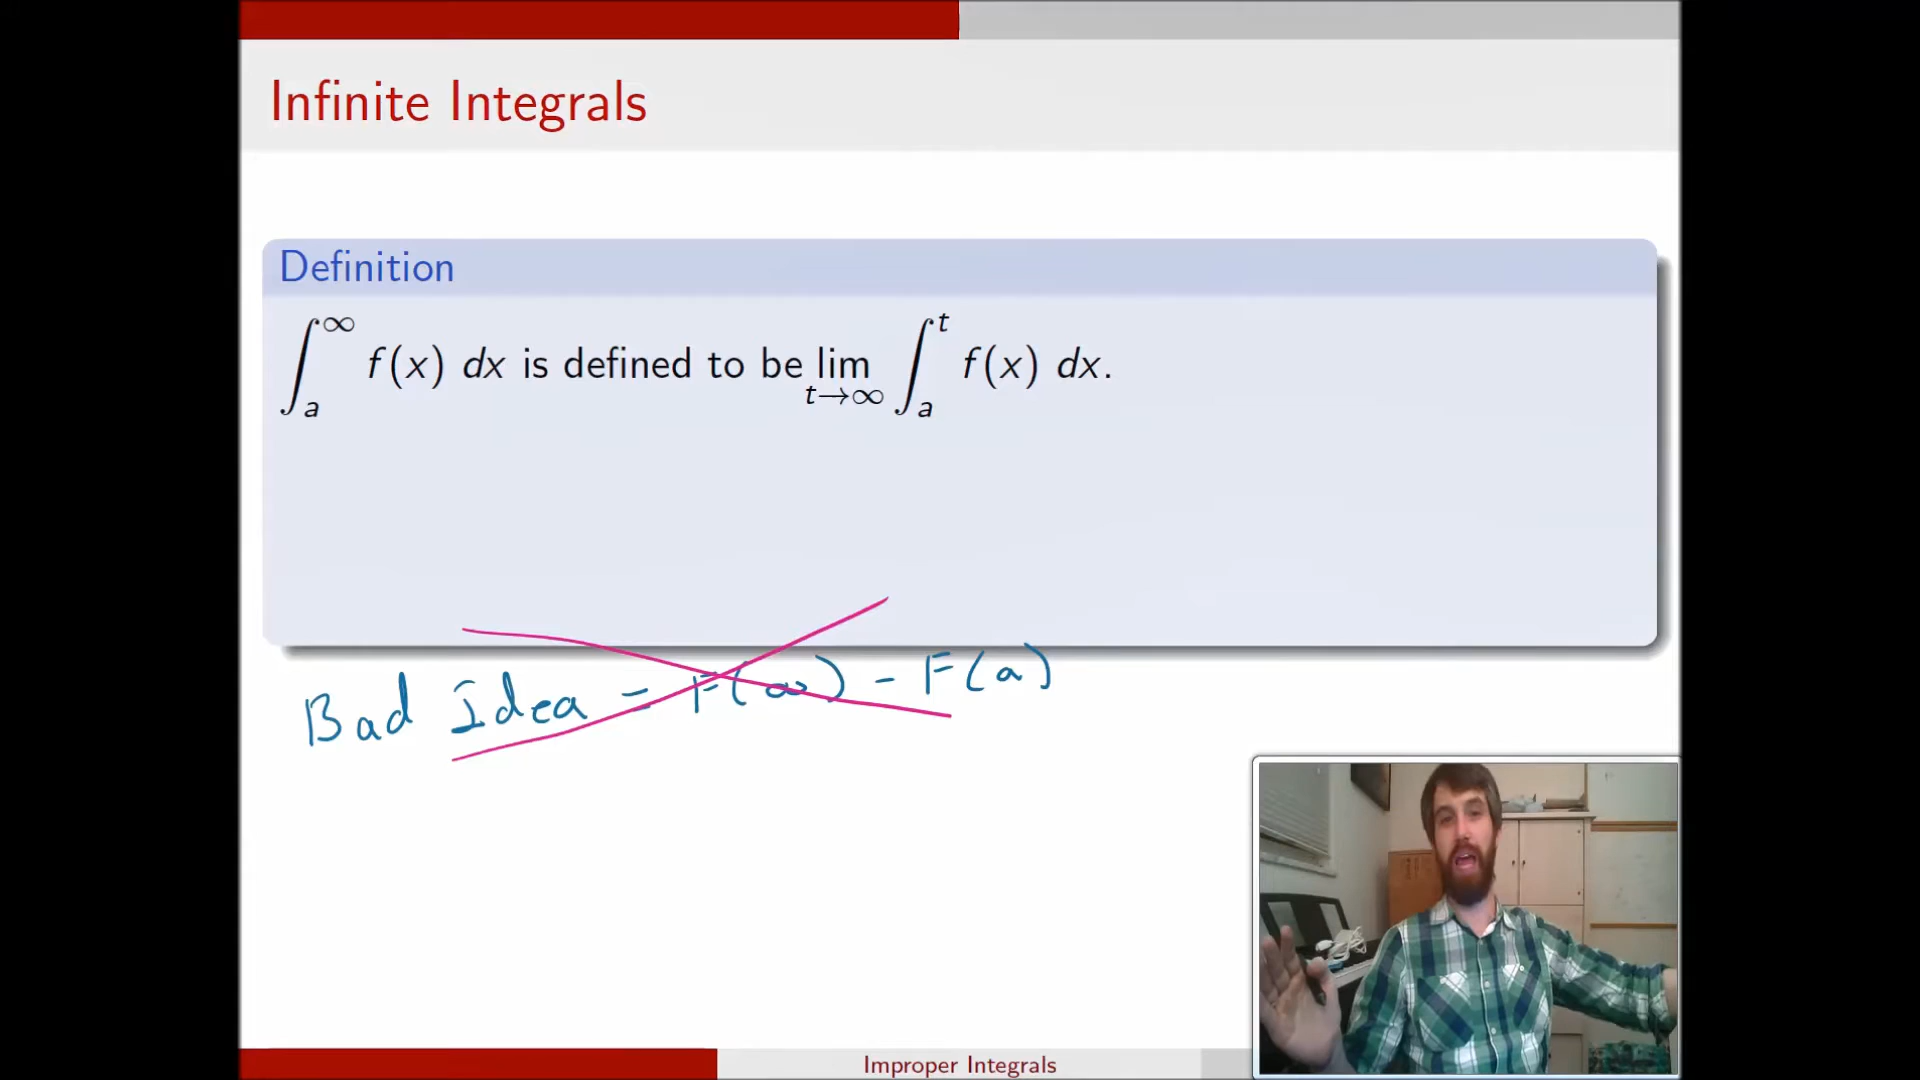 Infinite Integrals
Definition
∫_a^∞ f(x) dx is defined to be lim_{t→∞} ∫_a^t f(x) dx.
Bad Idea = F(∞) - F(a)
Improper Integrals